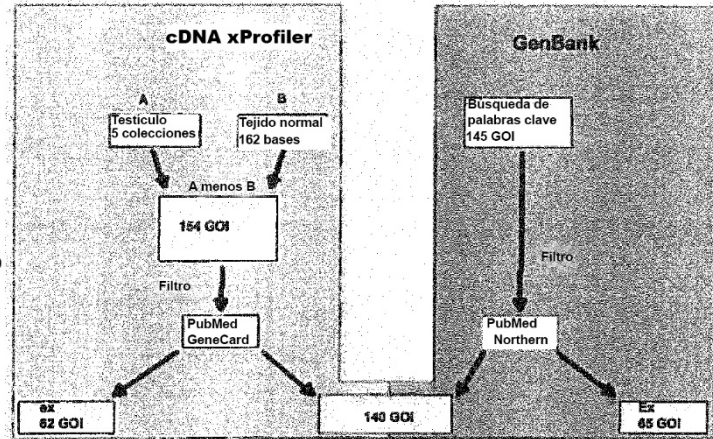 cDNA xProfiler
GenBank
A
B
Testículo
5 colecciones
Tejido normal
162 bases
Búsqueda de
palabras clave
145 GOI
A menos B
154 GOI
Filtro
Filtro
PubMed
GeneCard
PubMed
Northern
ex
62 GOI
140 GOI
Ex
65 GOI